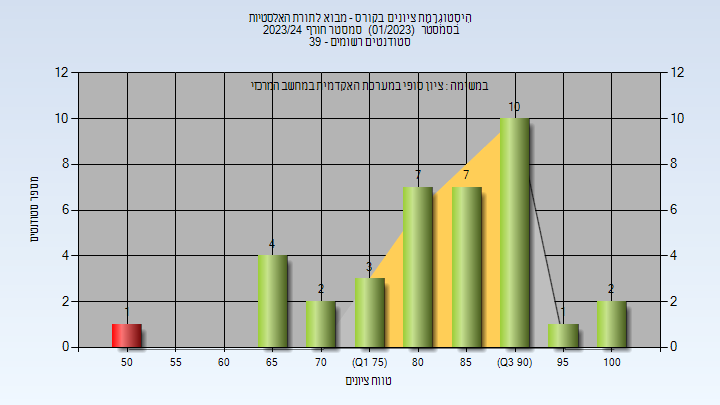 היסטוגרמת ציונים בקורס - מבוא לתורת האלסטיות
בסמסטר (01/2023) סמסטר חורף 2023/24
סטודנטים רשומים - 39
במשימה : ציון סופי במערכת האקדמית במחשב המרכזי
מספר סטודנטים
12 12
10 10
8 8
6 6
4 4
2 2
0 0
1 4 2 3 7 7 10 1 2
50 55 60 65 70 (Q1 75) 80 85 (Q3 90) 95 100
טווח ציונים